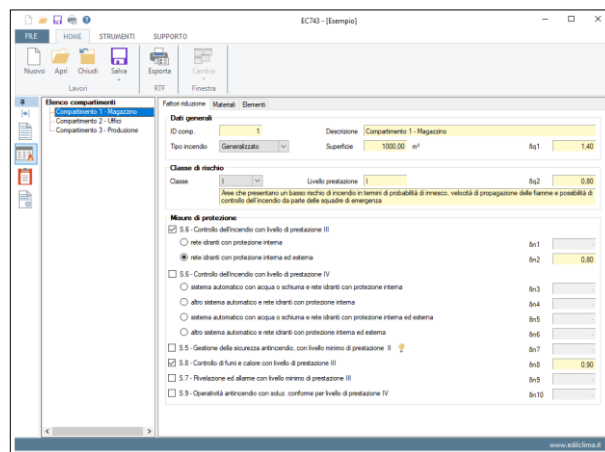 EC743 - [Esempio]
FILE HOME STRUMENTI SUPPORTO
Nuovo Apri Chiudi Salva Esporta Cambia
Lavori RTF Finestra
Elenco compartimenti
Compartimento 1 - Magazzino
Compartimento 2 - Uffici
Compartimento 3 - Produzione
Fattori riduzione Materiali Elementi
Dati generali
ID comp. 1 Descrizione Compartimento 1 - Magazzino
Tipo incendio Generalizzato Superficie 1000,00 m² δq1 1.40
Classe di rischio
Classe I Livello prestazione I δq2 0.80
Aree che presentano un basso rischio di incendio in termini di probabilità di innesco, velocità di propagazione delle fiamme e possibilità di
controllo dell'incendio da parte delle squadre di emergenza
Misure di protezione
S.6 - Controllo dell'incendio con livello di prestazione III
rete idranti con protezione interna δn1 -
rete idranti con protezione interna ed esterna δn2 0.80
S.6 - Controllo dell'incendio con livello di prestazione IV
sistema automatico con acqua o schiuma e rete idranti con protezione interna δn3 -
altro sistema automatico e rete idranti con protezione interna δn4 -
sistema automatico con acqua o schiuma e rete idranti con protezione interna ed esterna δn5 -
altro sistema automatico e rete idranti con protezione interna ed esterna δn6 -
S.5 - Gestione della sicurezza antincendio, con livello minimo di prestazione II δn7 -
S.8 - Controllo di fumi e calore con livello di prestazione III δn8 0.90
S.7 - Rivelazione ed allarme con livello minimo di prestazione III δn9 -
S.9 - Operatività antincendio con soluz. conforme per livello di prestazione IV δn10 -
www.edilclima.it